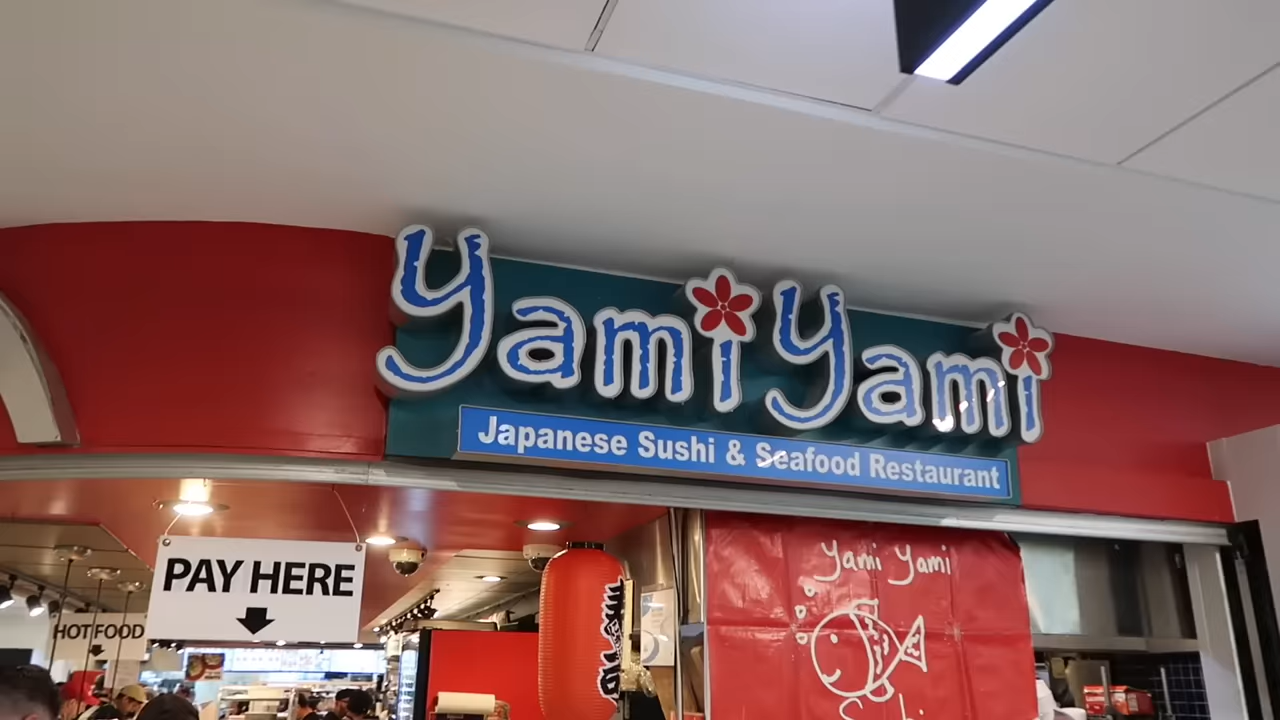 yami yami
Japanese Sushi & Seafood Restaurant
PAY HERE
HOT FOOD
yami yami